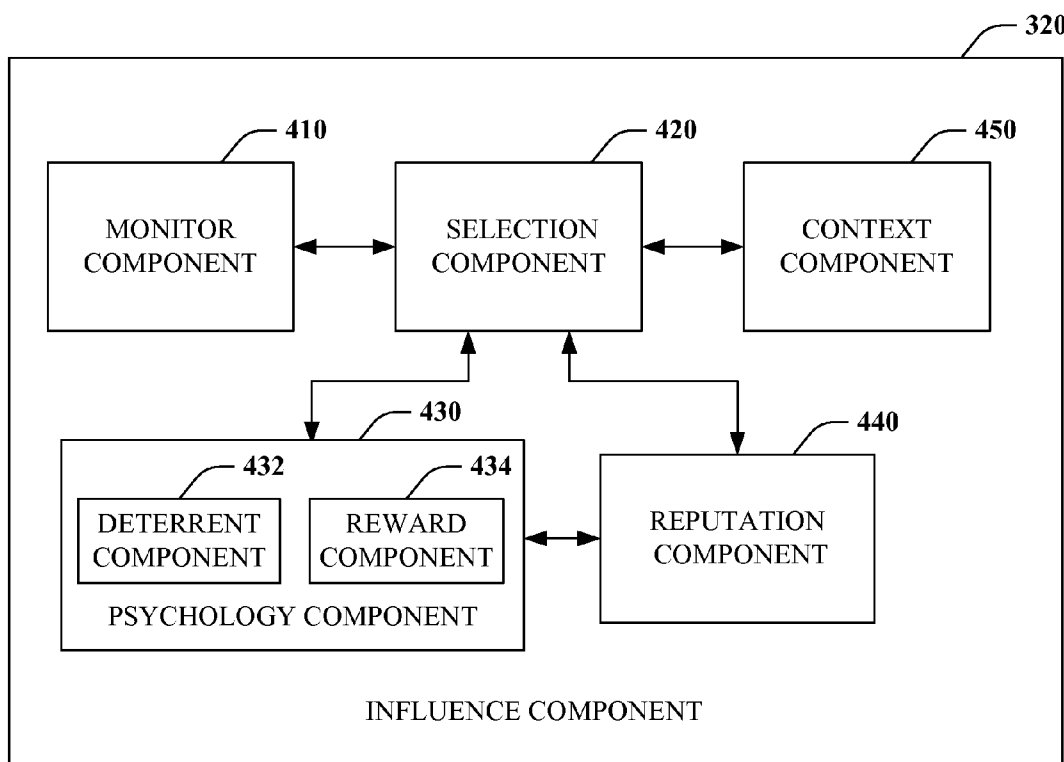 320
410
420
450
MONITOR
COMPONENT
SELECTION
COMPONENT
CONTEXT
COMPONENT
430
440
432
434
DETERRENT
COMPONENT
REWARD
COMPONENT
PSYCHOLOGY COMPONENT
REPUTATION
COMPONENT
INFLUENCE COMPONENT